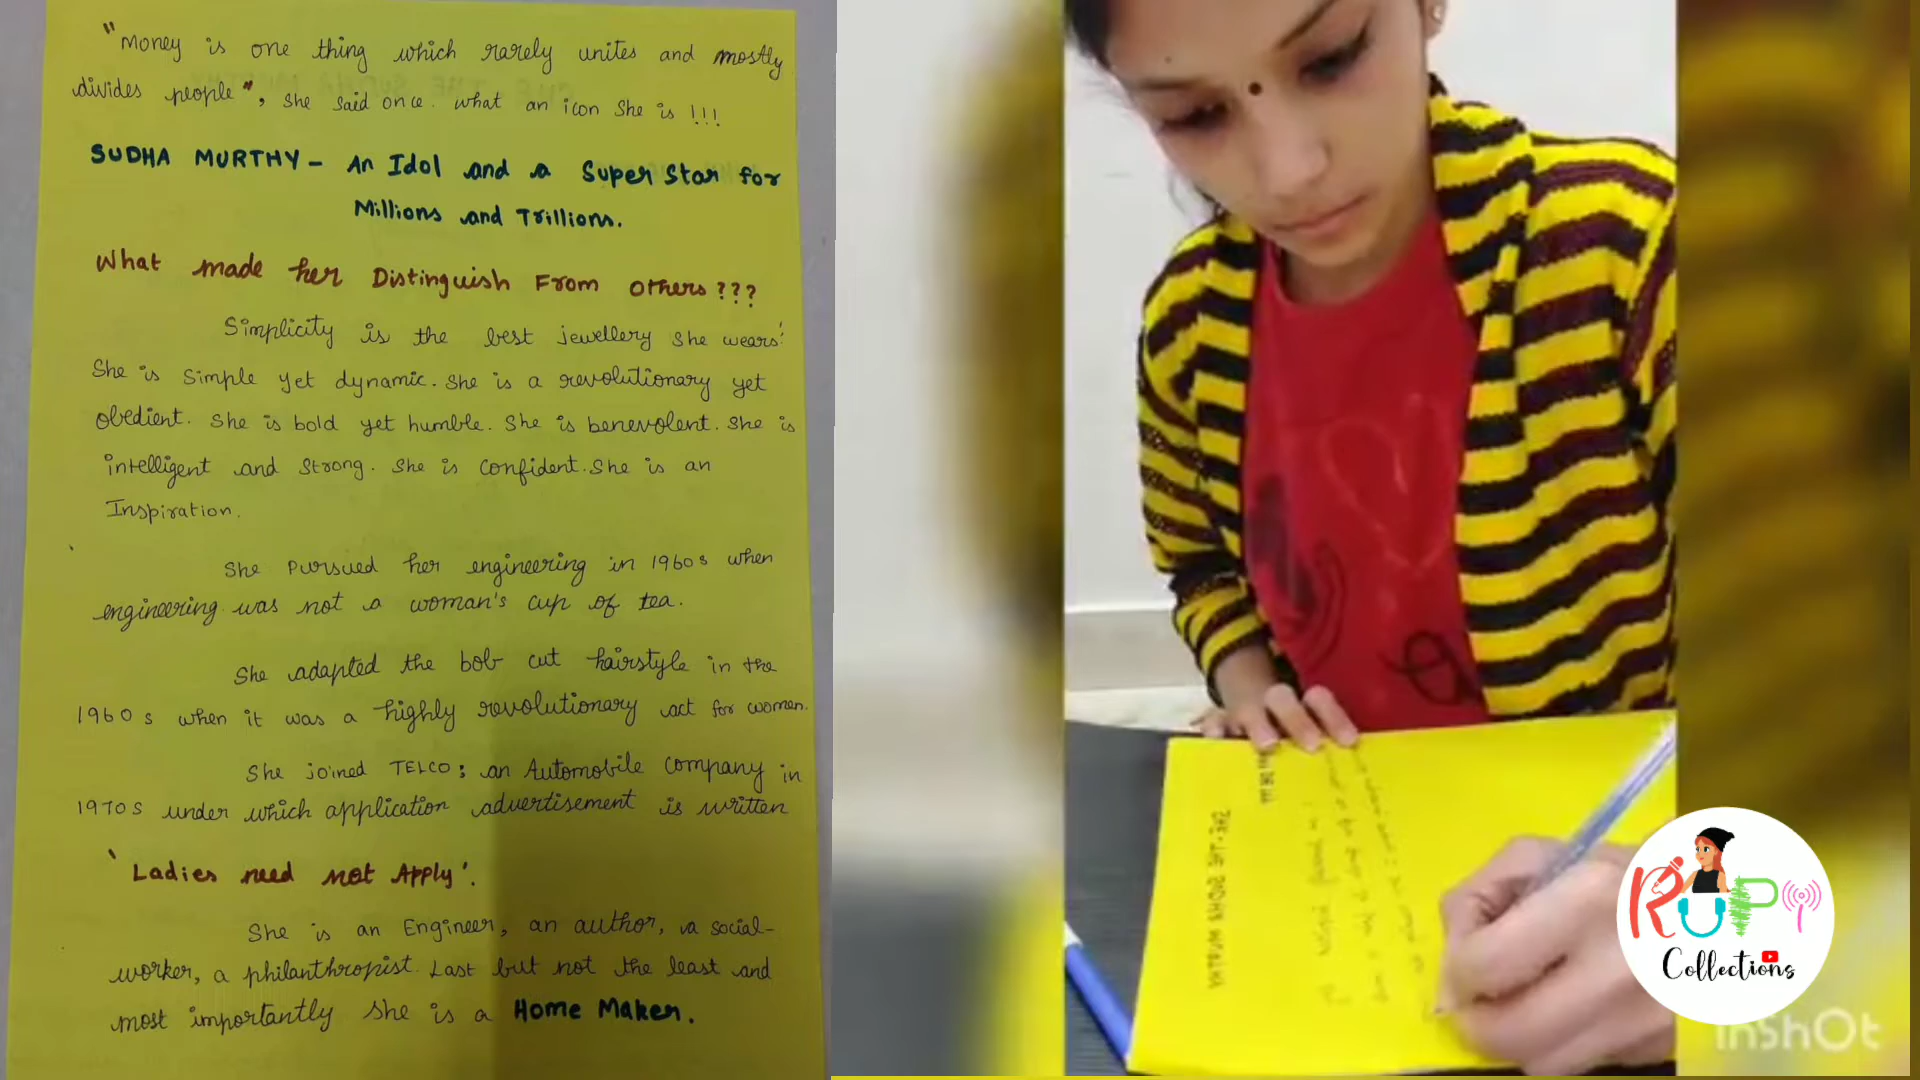 "Money is one thing which rarely unites and mostly
divides people", she said once. What an icon she is !!!
SUDHA MURTHY - An Idol and a Super Star for
Millions and Trillions.
What made her Distinguish From Others ???
Simplicity is the best jewellery she wears!
She is simple yet dynamic. She is a revolutionary yet
obedient. She is bold yet humble. She is benevolent. She is
intelligent and strong. She is confident. She is an
Inspiration.
She pursued her engineering in 1960s when
engineering was not a woman's cup of tea.
She adapted the bob cut hairstyle in the
1960s when it was a highly revolutionary act for women.
She joined TELCO; an Automobile company in
1970s under which application advertisement is written
'Ladies need not Apply'.
She is an Engineer, an author, a social-
worker, a philanthropist. Last but not the least and
most importantly she is a Home Maker.
THE SUDHA MURTHY
RUPI
Collections
InShOt